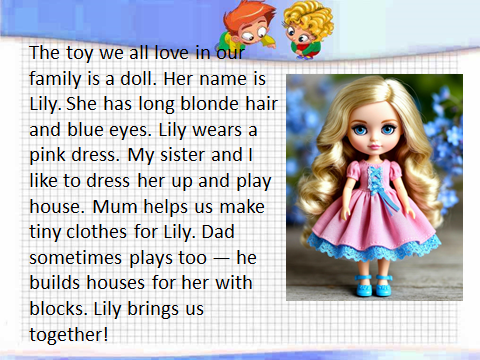 The toy we all love in our
family is a doll. Her name is
Lily. She has long blonde hair
and blue eyes. Lily wears a
pink dress. My sister and I
like to dress her up and play
house. Mum helps us make
tiny clothes for Lily. Dad
sometimes plays too — he
builds houses for her with
blocks. Lily brings us
together!